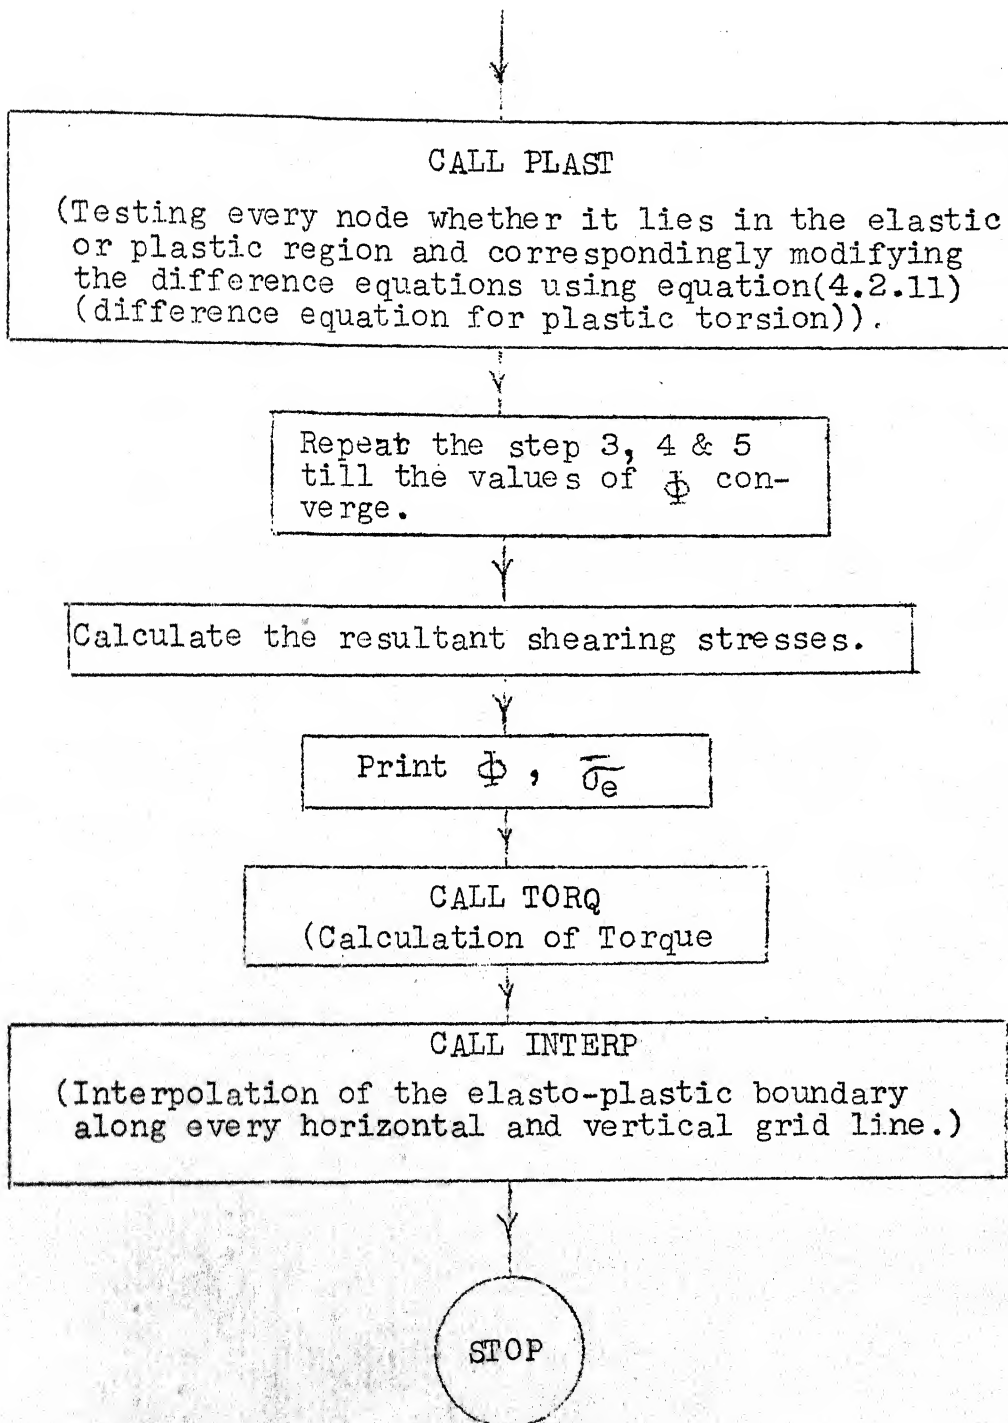 CALL PLAST
(Testing every node whether it lies in the elastic
or plastic region and correspondingly modifying
the difference equations using equation(4.2.11)
(difference equation for plastic torsion)).
Repeat the step 3, 4 & 5
till the values of Φ con-
verge.
Calculate the resultant shearing stresses.
Print Φ , σ̄e
CALL TORQ
(Calculation of Torque
CALL INTERP
(Interpolation of the elasto-plastic boundary
along every horizontal and vertical grid line.)
STOP